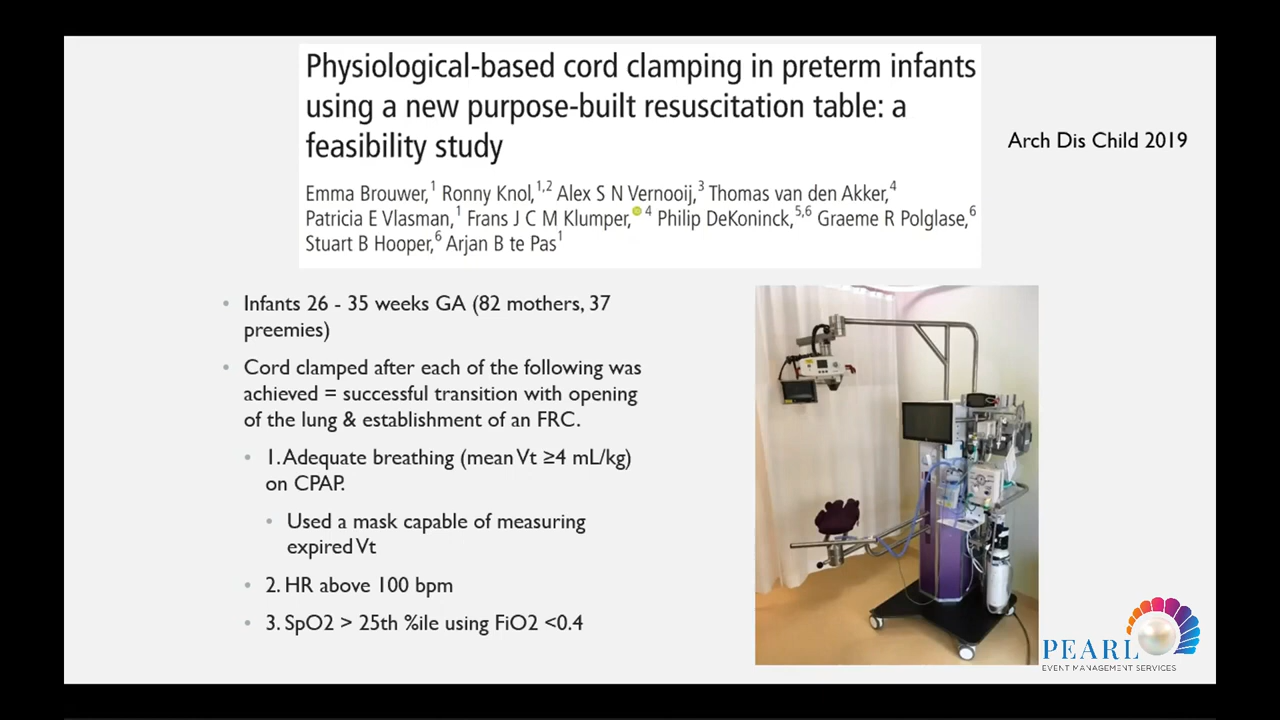 Physiological-based cord clamping in preterm infants
using a new purpose-built resuscitation table: a
feasibility study
Arch Dis Child 2019
Emma Brouwer,1 Ronny Knol,1,2 Alex S N Vernooij,3 Thomas van den Akker,4
Patricia E Vlasman,1 Frans J C M Klumper,4 Philip DeKoninck,5,6 Graeme R Polglase,6
Stuart B Hooper,6 Arjan B te Pas1
• Infants 26 - 35 weeks GA (82 mothers, 37
preemies)
• Cord clamped after each of the following was
achieved = successful transition with opening
of the lung & establishment of an FRC.
• 1. Adequate breathing (mean Vt ≥4 mL/kg)
on CPAP.
• Used a mask capable of measuring
expired Vt
• 2. HR above 100 bpm
• 3. SpO2 > 25th %ile using FiO2 <0.4
PEARL
EVENT MANAGEMENT SERVICES